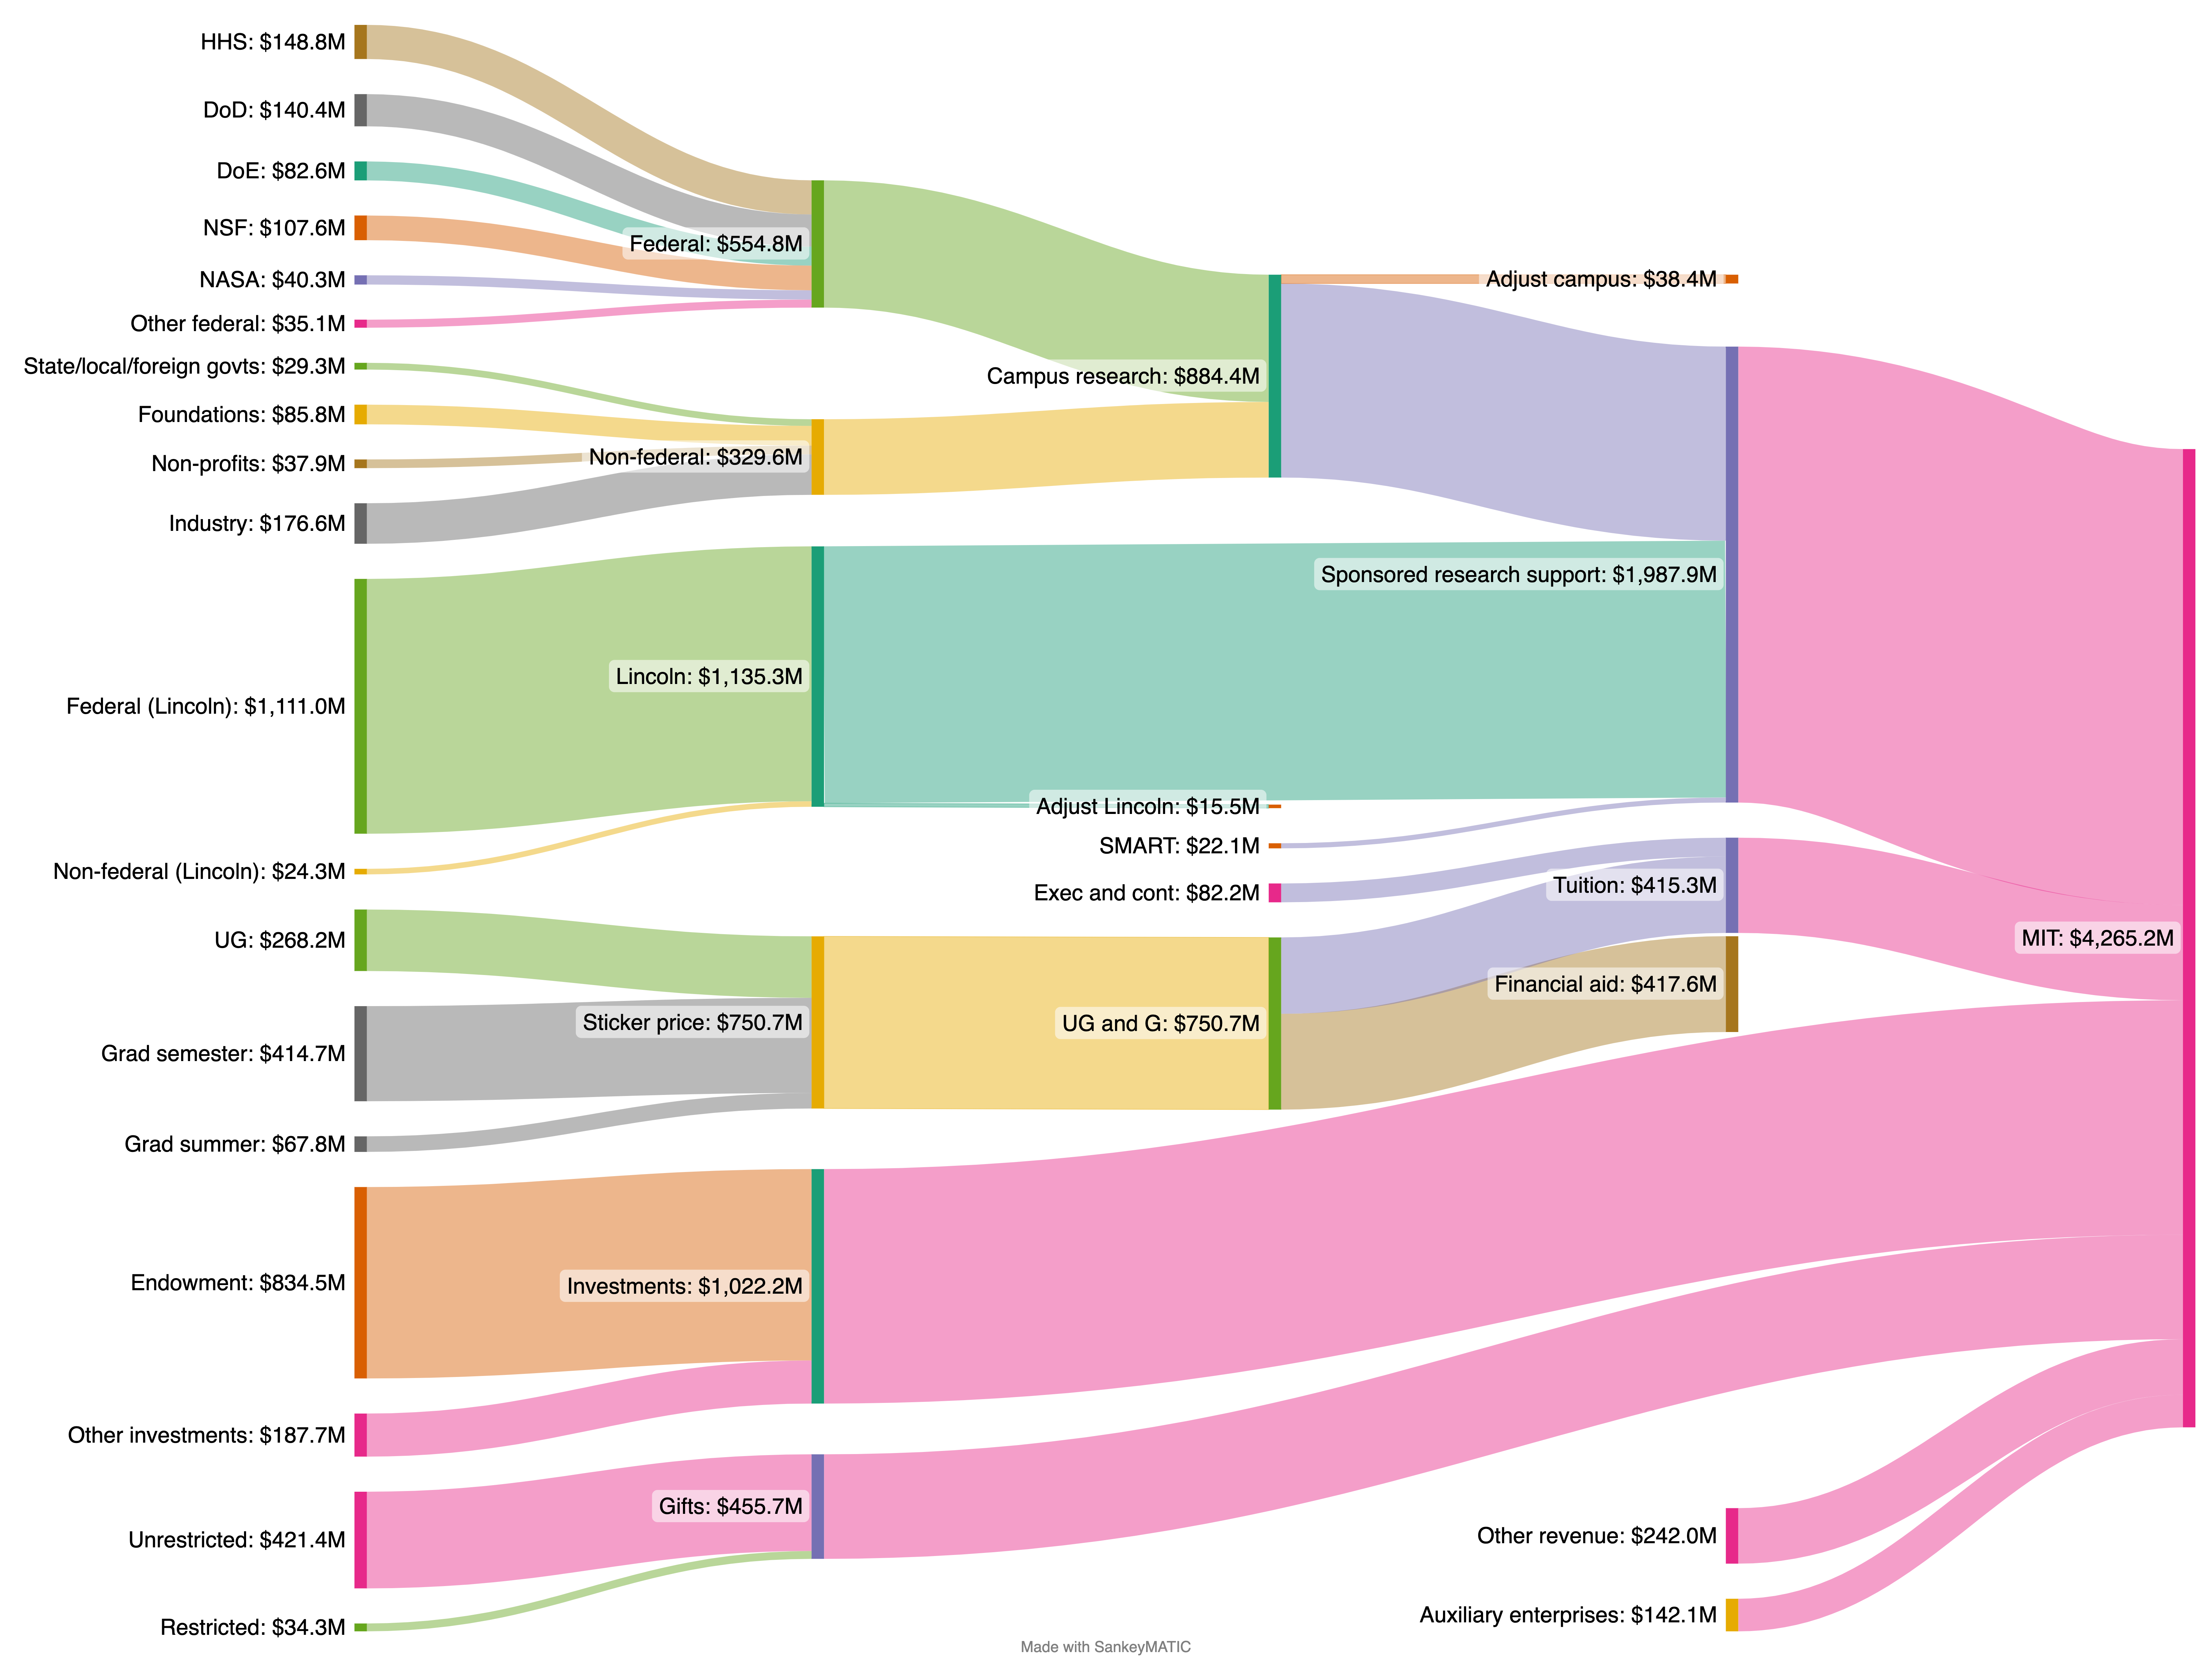 HHS: $148.8M
DoD: $140.4M
DoE: $82.6M
NSF: $107.6M
NASA: $40.3M
Other federal: $35.1M
State/local/foreign govts: $29.3M
Foundations: $85.8M
Non-profits: $37.9M
Industry: $176.6M
Federal (Lincoln): $1,111.0M
Non-federal (Lincoln): $24.3M
UG: $268.2M
Grad semester: $414.7M
Grad summer: $67.8M
Endowment: $834.5M
Other investments: $187.7M
Unrestricted: $421.4M
Restricted: $34.3M
Federal: $554.8M
Non-federal: $329.6M
Lincoln: $1,135.3M
Sticker price: $750.7M
Investments: $1,022.2M
Gifts: $455.7M
Campus research: $884.4M
Adjust Lincoln: $15.5M
SMART: $22.1M
Exec and cont: $82.2M
UG and G: $750.7M
Adjust campus: $38.4M
Sponsored research support: $1,987.9M
Tuition: $415.3M
Financial aid: $417.6M
Other revenue: $242.0M
Auxiliary enterprises: $142.1M
MIT: $4,265.2M
Made with SankeyMATIC